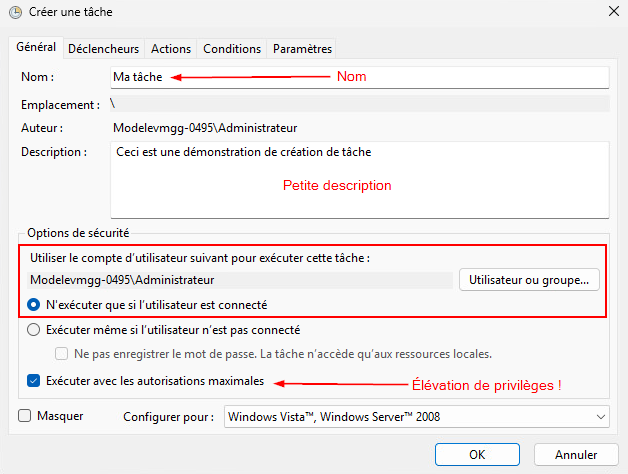 Créer une tâche
Général Déclencheurs Actions Conditions Paramètres
Nom : Ma tâche Nom
Emplacement : \
Auteur : Modelevmgg-0495\Administrateur
Description : Ceci est une démonstration de création de tâche
Petite description
Options de sécurité
Utiliser le compte d'utilisateur suivant pour exécuter cette tâche :
Modelevmgg-0495\Administrateur Utilisateur ou groupe...
N'exécuter que si l'utilisateur est connecté
Exécuter même si l'utilisateur n'est pas connecté
Ne pas enregistrer le mot de passe. La tâche n'accède qu'aux ressources locales.
Exécuter avec les autorisations maximales Élévation de privilèges !
Masquer Configurer pour : Windows Vista™, Windows Server™ 2008
OK Annuler